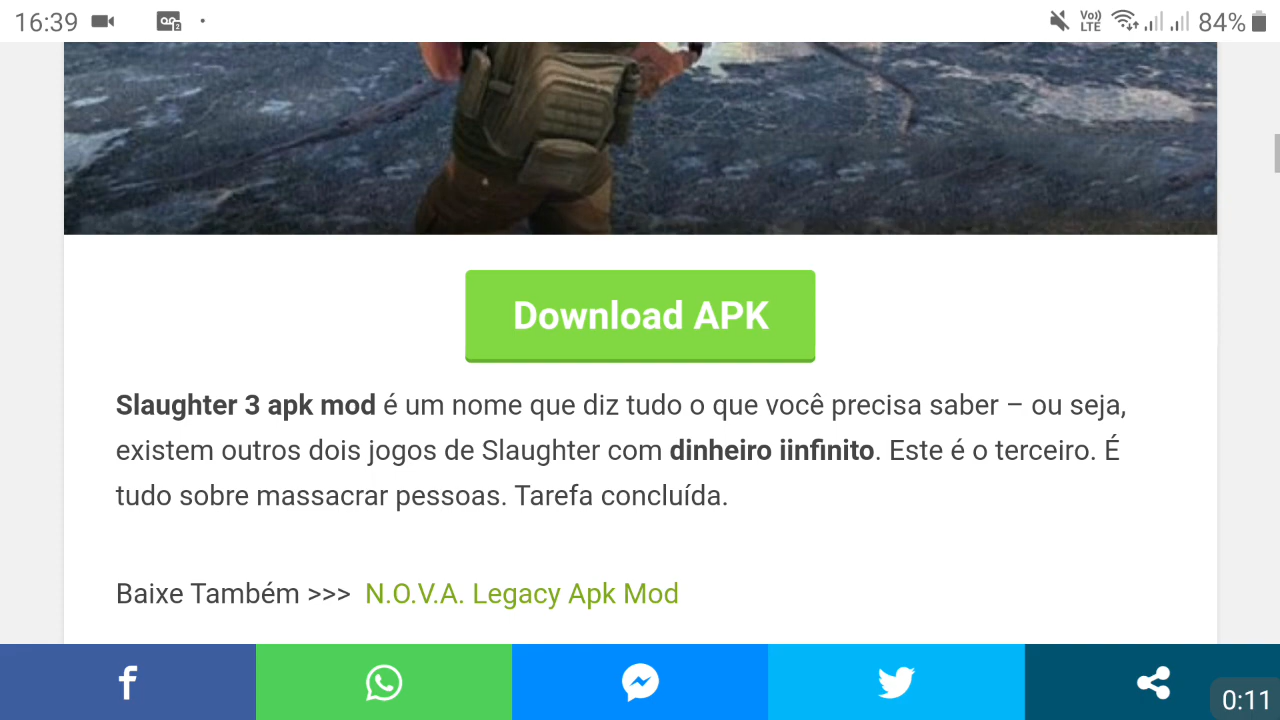 16:39 Vo)) LTE 84%
Download APK
Slaughter 3 apk mod é um nome que diz tudo o que você precisa saber – ou seja,
existem outros dois jogos de Slaughter com dinheiro iinfinito. Este é o terceiro. É
tudo sobre massacrar pessoas. Tarefa concluída.
Baixe Também >>> N.O.V.A. Legacy Apk Mod
0:11